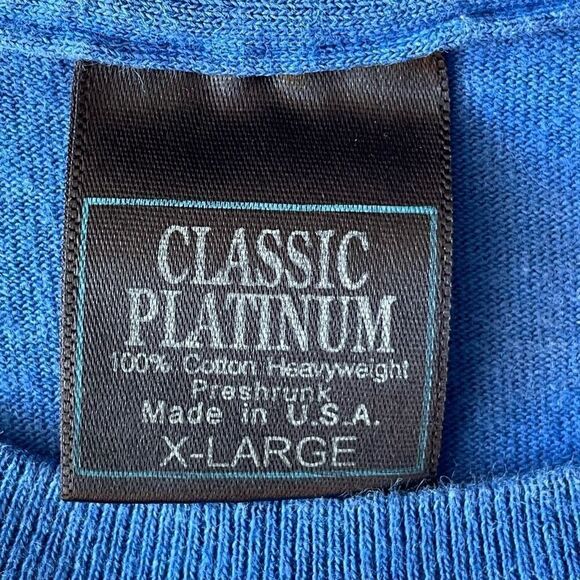 CLASSIC
PLATINUM
100% Cotton Heavyweight
Preshrunk
Made in U.S.A.
X-LARGE